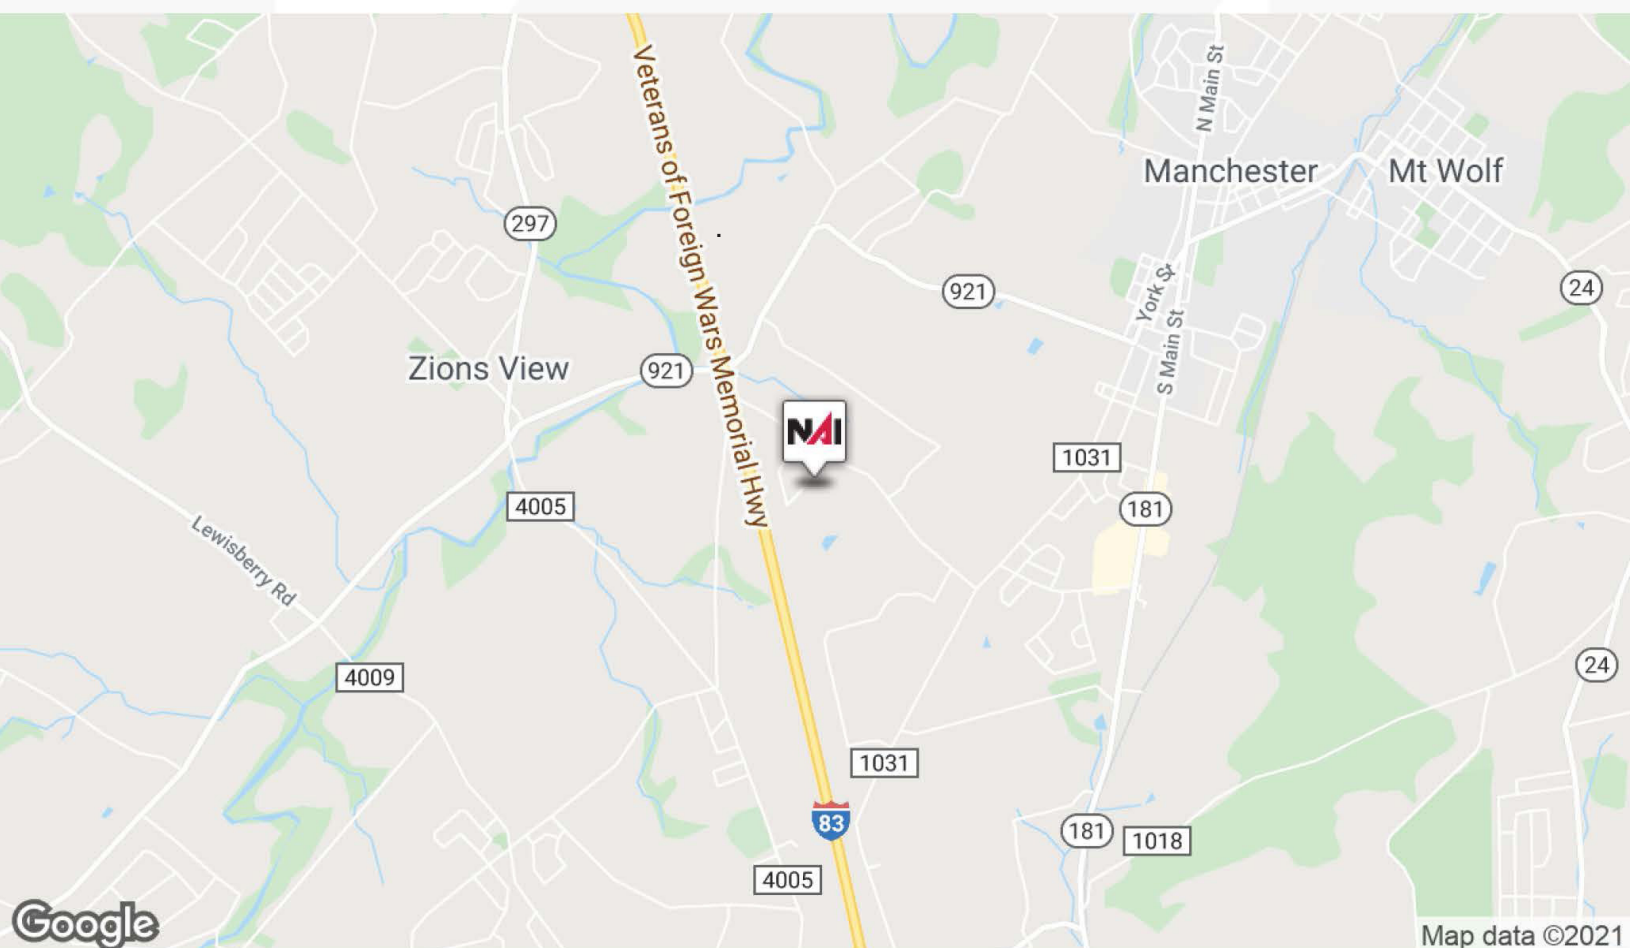 Veterans of Foreign Wars Memorial Hwy
N Main St
Manchester
Mt Wolf
297
921
24
York St
S Main St
Zions View
921
NAI
1031
4005
181
Lewisberry Rd
4009
24
1031
83
181
1018
4005
Google
Map data ©2021